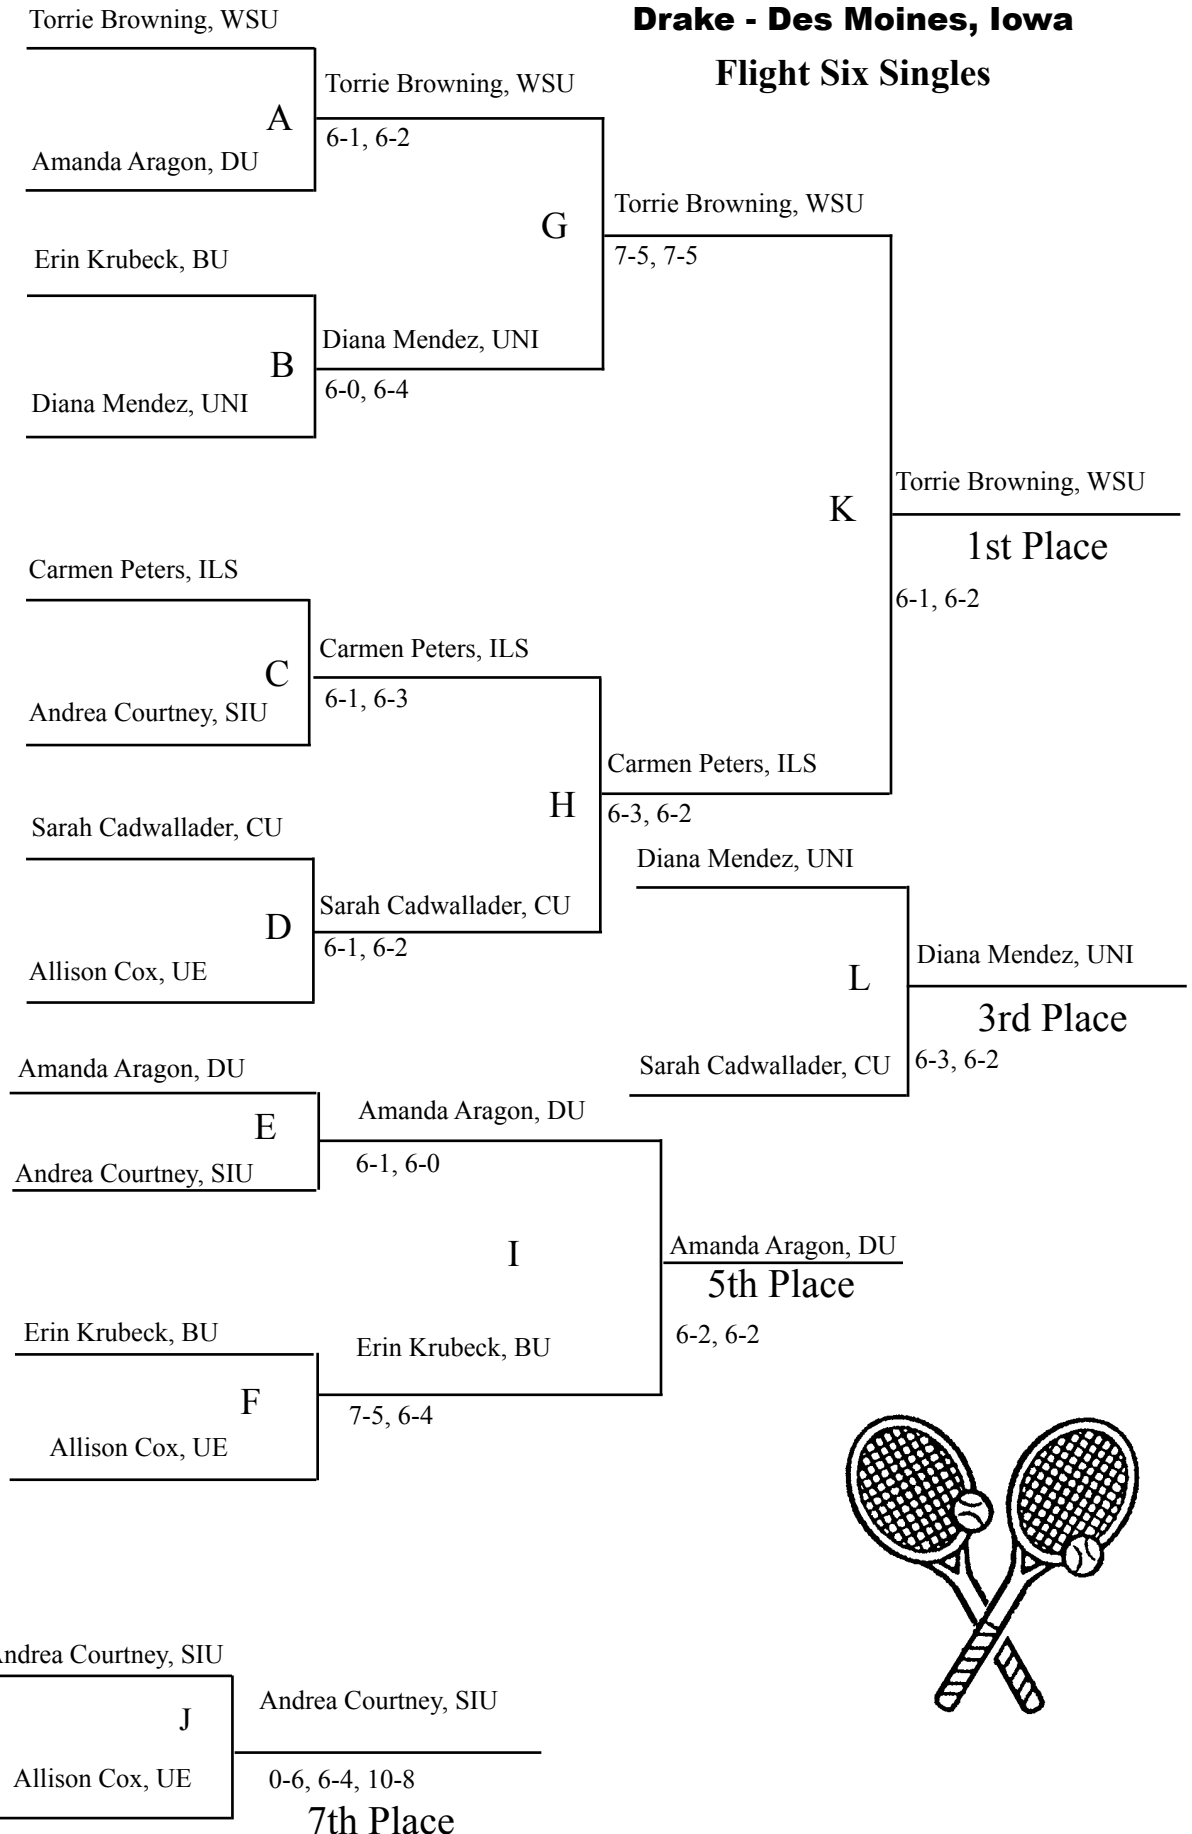 Torrie Browning, WSU
Drake - Des Moines, Iowa
Flight Six Singles
Torrie Browning, WSU
A
6-1, 6-2
Amanda Aragon, DU
Torrie Browning, WSU
G
7-5, 7-5
Erin Krubeck, BU
Diana Mendez, UNI
B
6-0, 6-4
Diana Mendez, UNI
Torrie Browning, WSU
K
1st Place
6-1, 6-2
Carmen Peters, ILS
Carmen Peters, ILS
C
6-1, 6-3
Andrea Courtney, SIU
Carmen Peters, ILS
H
6-3, 6-2
Sarah Cadwallader, CU
Diana Mendez, UNI
Sarah Cadwallader, CU
D
6-1, 6-2
Allison Cox, UE
Diana Mendez, UNI
L
3rd Place
Sarah Cadwallader, CU
6-3, 6-2
Amanda Aragon, DU
Amanda Aragon, DU
E
6-1, 6-0
Andrea Courtney, SIU
I
Amanda Aragon, DU
5th Place
6-2, 6-2
Erin Krubeck, BU
Erin Krubeck, BU
F
7-5, 6-4
Allison Cox, UE
Andrea Courtney, SIU
Andrea Courtney, SIU
J
Allison Cox, UE
0-6, 6-4, 10-8
7th Place